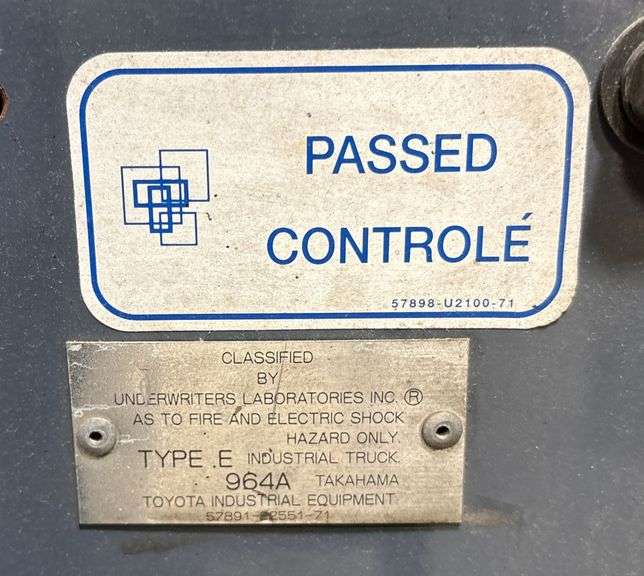 PASSED
CONTROLÉ
57898-U2100-71
CLASSIFIED
BY
UNDERWRITERS LABORATORIES INC. ®
AS TO FIRE AND ELECTRIC SHOCK
HAZARD ONLY.
TYPE E INDUSTRIAL TRUCK
964A TAKAHAMA
TOYOTA INDUSTRIAL EQUIPMENT